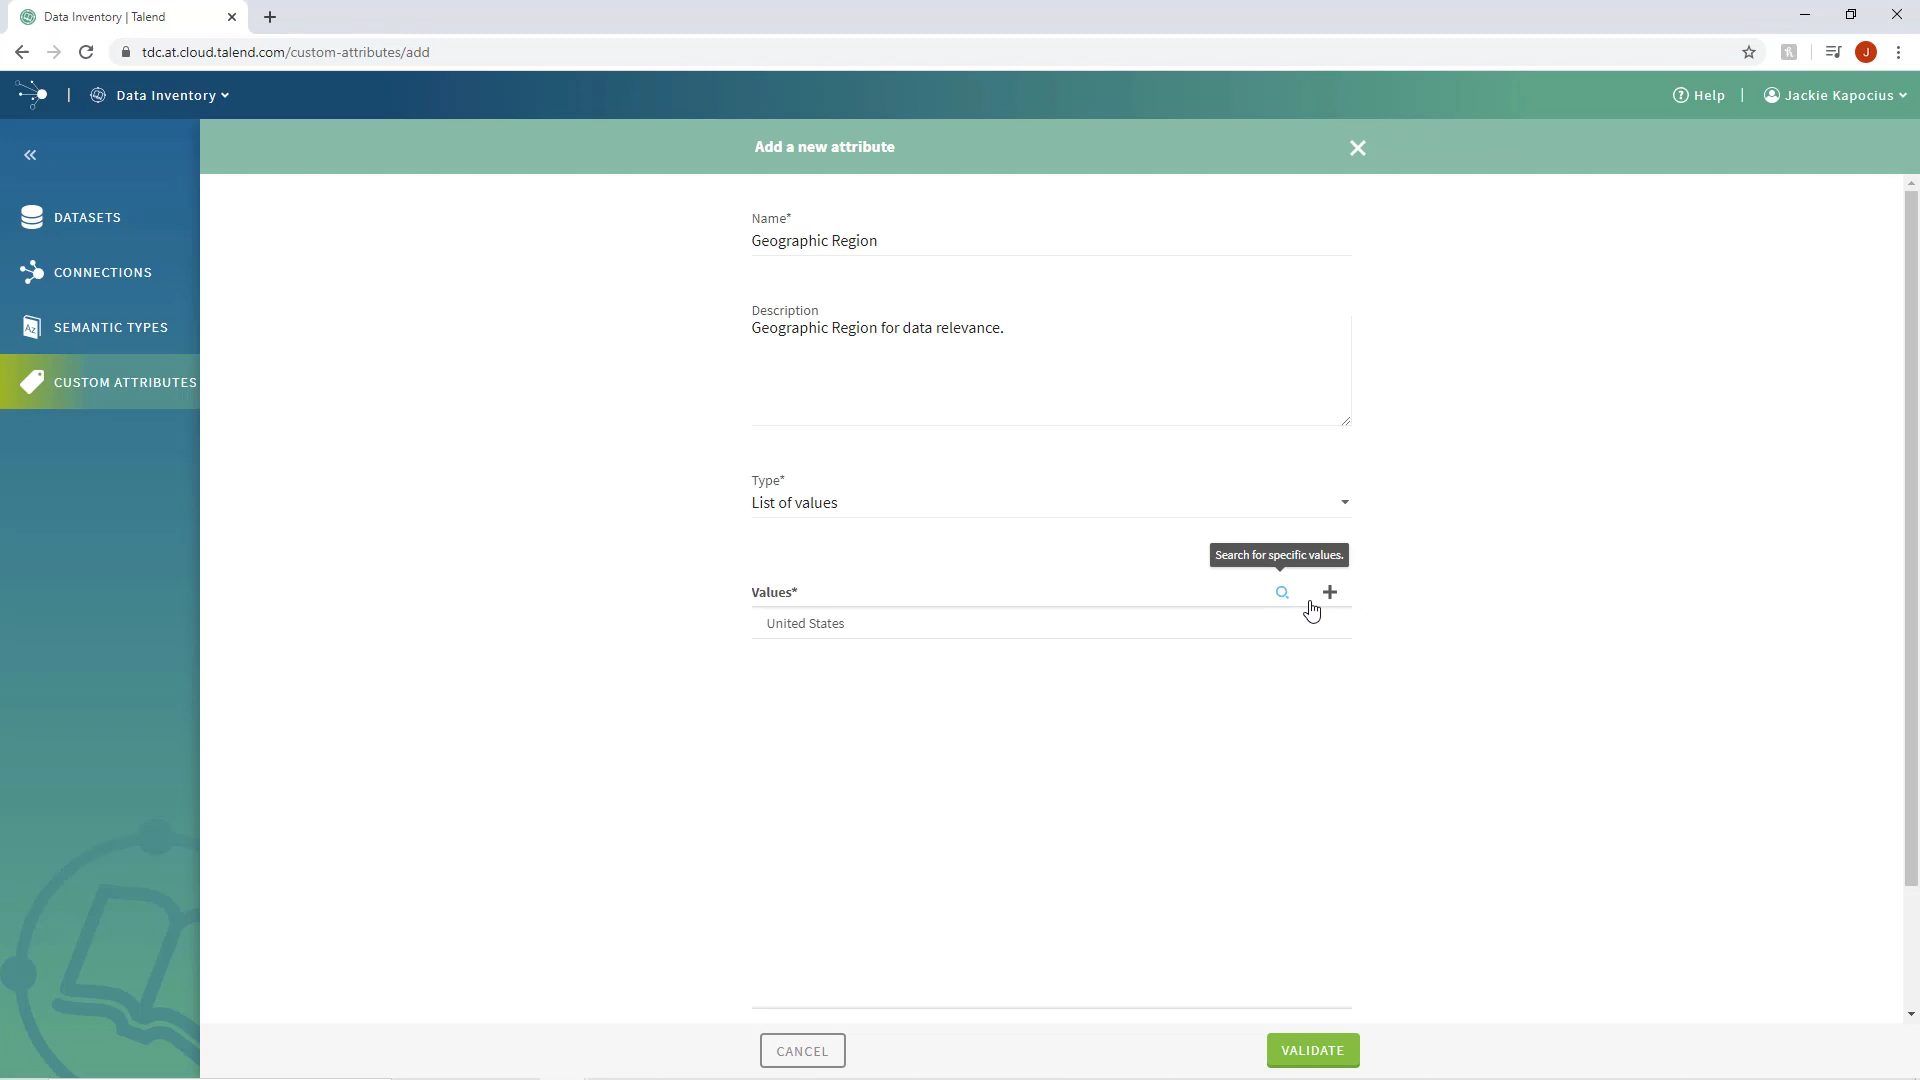 Data Inventory | Talend
tdc.at.cloud.talend.com/custom-attributes/add
J
| Data Inventory
? Help | Jackie Kapocius
Add a new attribute
DATASETS
CONNECTIONS
Az SEMANTIC TYPES
CUSTOM ATTRIBUTES
Name*
Geographic Region
Description
Geographic Region for data relevance.
Type*
List of values
Search for specific values.
Values*
United States
CANCEL
VALIDATE